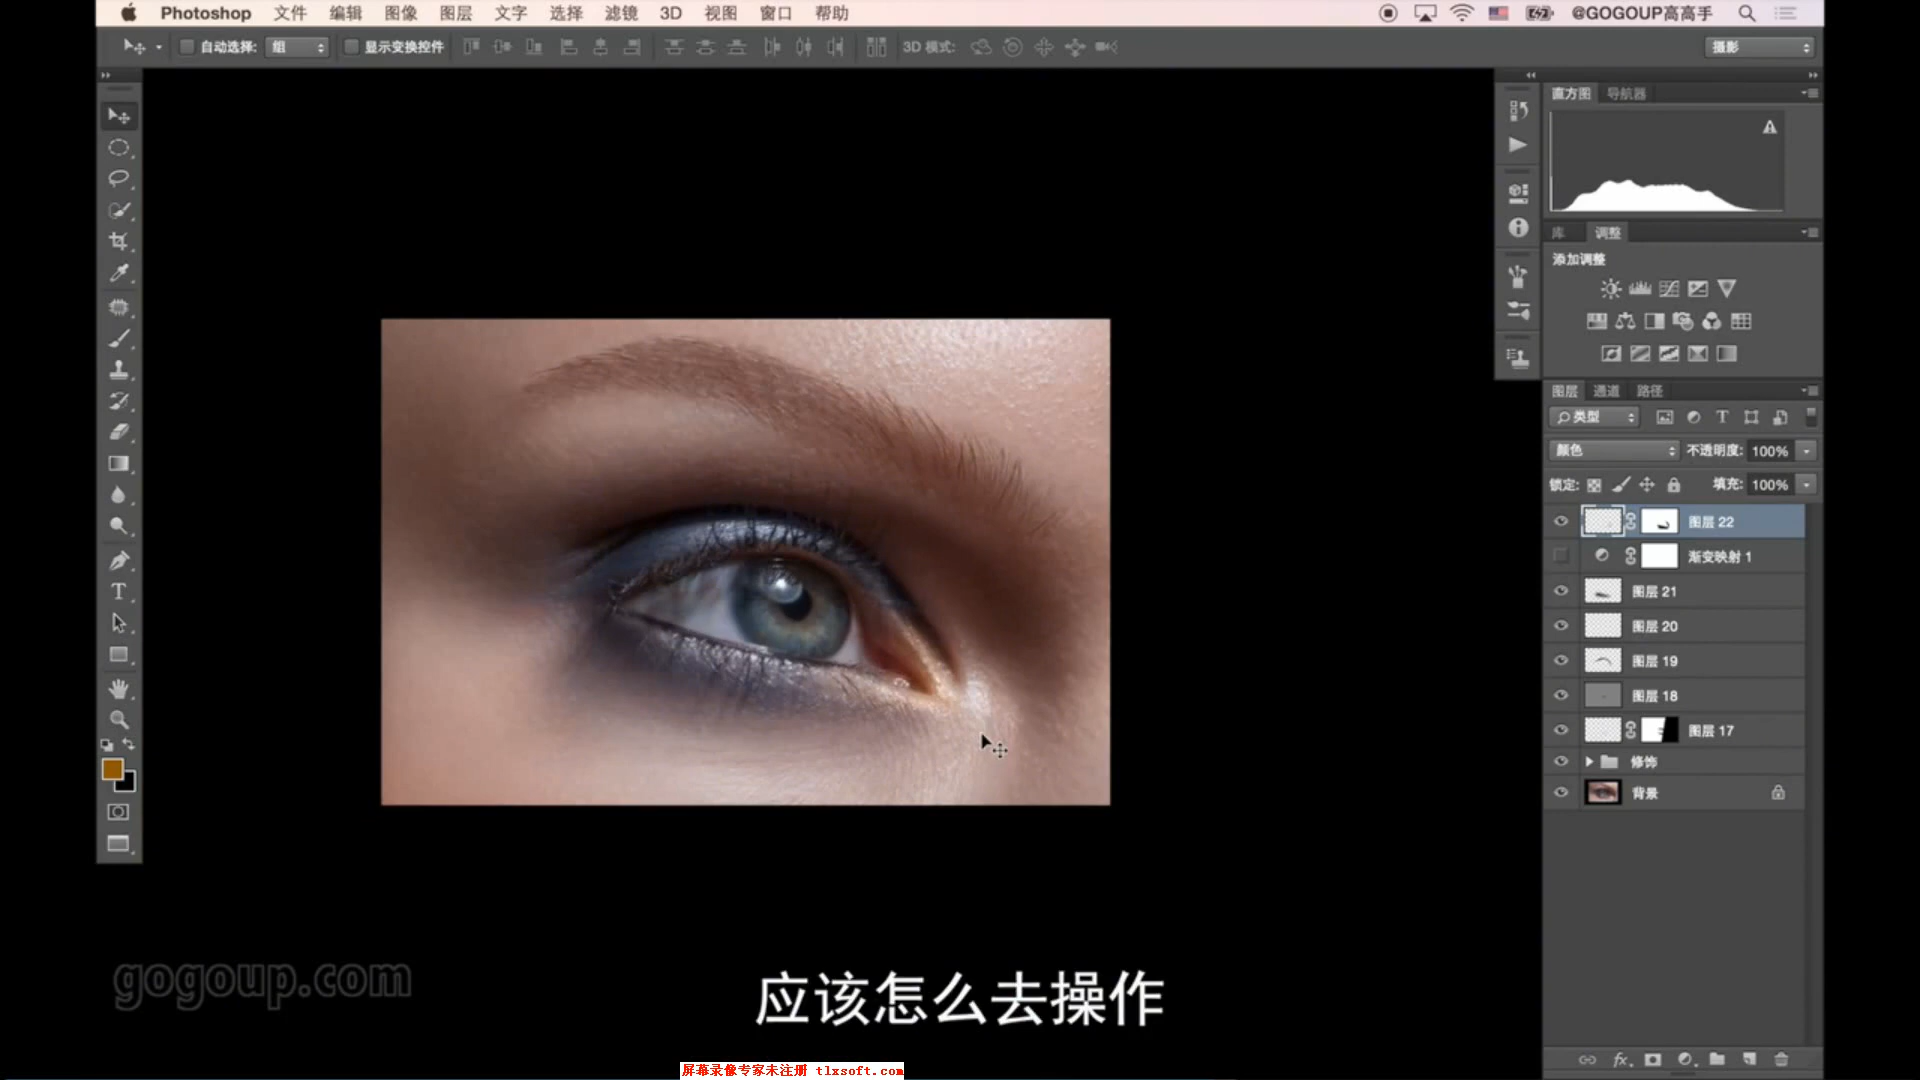 Photoshop 文件 编辑 图像 图层 文字 选择 滤镜 3D 视图 窗口 帮助 @GOGOUP高高手
自动选择: 组 显示变换控件 3D 模式: 摄影
直方图 导航器
库 调整
添加调整
图层 通道 路径
类型
颜色 不透明度: 100%
锁定: 填充: 100%
图层 22
渐变映射 1
图层 21
图层 20
图层 19
图层 18
图层 17
修饰
背景
gogoup.com
应该怎么去操作
屏幕录像专家未注册 tlxsoft.com